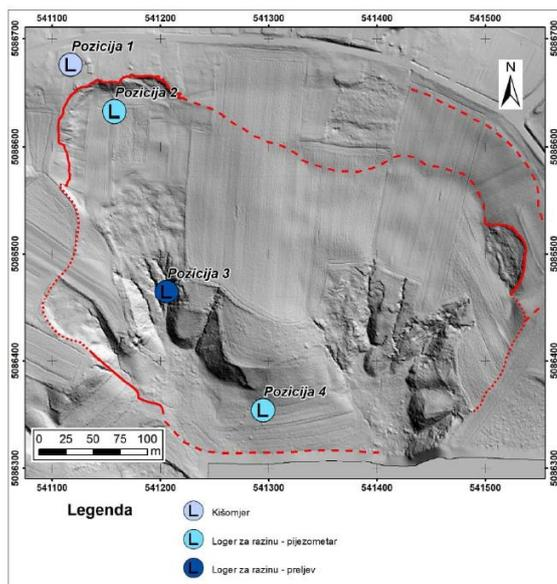 541100 541200 541300 541400 541500
5086700 5086700
Pozicija 1
L
N
Pozicija 2
L
5086600 5086600
5086500 5086500
Pozicija 3
L
5086400 5086400
Pozicija 4
L
0 25 50 75 100
m
5086300 5086300
541100 541200 541300 541400 541500
Legenda
L Kišomjer
L Loger za razinu - pijezometar
L Loger za razinu - preljev